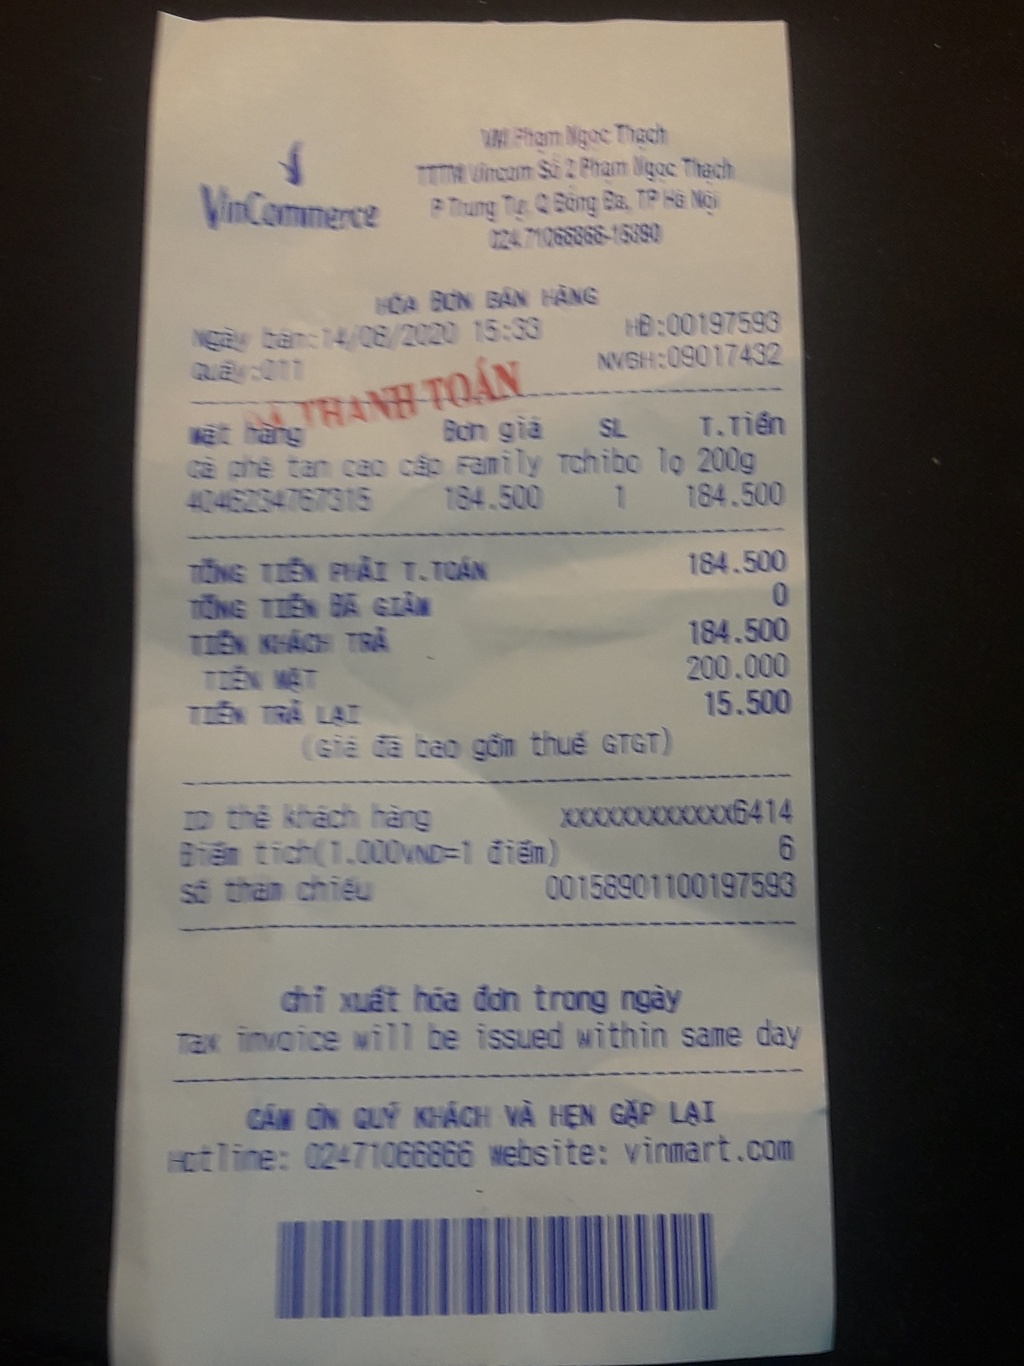 VinCommerce
VM Phạm Ngọc Thạch
TTTM Vincom Số 2 Phạm Ngọc Thạch
P Trung Tự, Q Đống Đa, TP Hà Nội
024.71066866-15890
HÓA ĐƠN BÁN HÀNG
Ngày bán:14/08/2020 15:33 HĐ:00197593
Quầy:011 NVBH:09017432
ĐÃ THANH TOÁN
Mặt hàng Đơn giá SL T.Tiền
Cà phê tan cao cấp Family Tchibo lọ 200g
4046234767315 184.500 1 184.500
TỔNG TIỀN PHẢI T.TOÁN 184.500
TỔNG TIỀN ĐÃ GIẢM 0
TIỀN KHÁCH TRẢ 184.500
TIỀN MẶT 200.000
TIỀN TRẢ LẠI 15.500
(Giá đã bao gồm thuế GTGT)
ID thẻ khách hàng xxxxxxxxxxxx6414
Điểm tích(1.000VND=1 điểm) 6
Số tham chiếu 00158901100197593
chỉ xuất hóa đơn trong ngày
Tax invoice will be issued within same day
CẢM ƠN QUÝ KHÁCH VÀ HẸN GẶP LẠI
Hotline: 02471066866 Website: vinmart.com